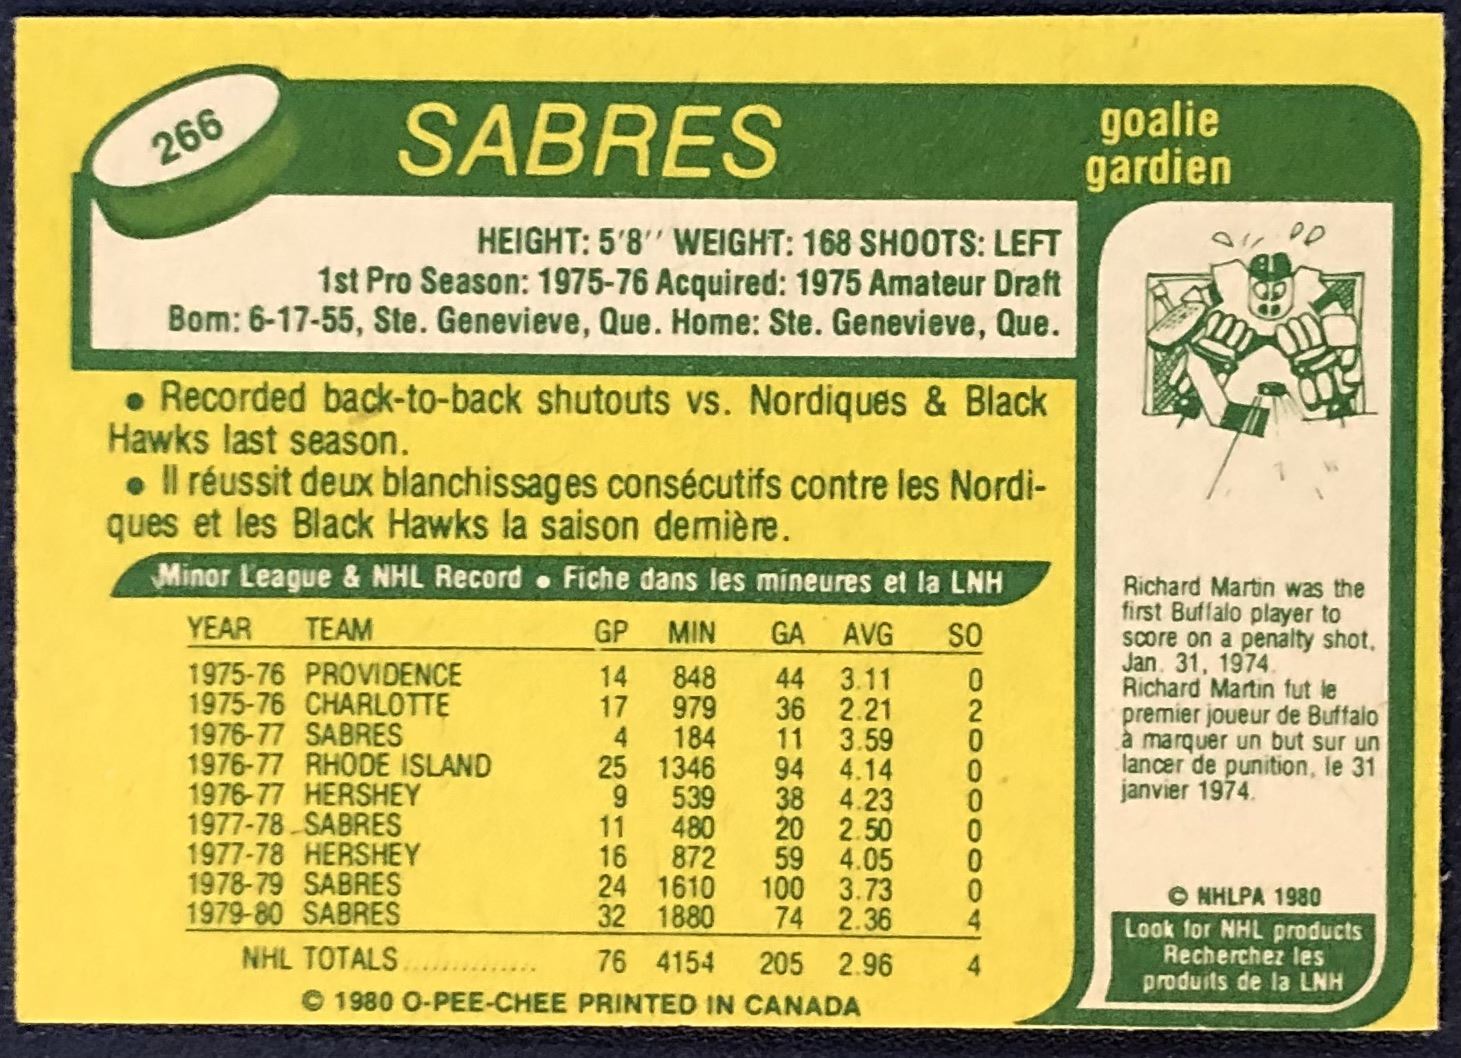 266
SABRES
goalie
gardien
HEIGHT: 5'8'' WEIGHT: 168 SHOOTS: LEFT
1st Pro Season: 1975-76 Acquired: 1975 Amateur Draft
Born: 6-17-55, Ste. Genevieve, Que. Home: Ste. Genevieve, Que.
• Recorded back-to-back shutouts vs. Nordiques & Black
Hawks last season.
• Il réussit deux blanchissages consécutifs contre les Nordi-
ques et les Black Hawks la saison dernière.
Minor League & NHL Record • Fiche dans les mineures et la LNH
YEAR TEAM GP MIN GA AVG SO
1975-76 PROVIDENCE 14 848 44 3.11 0
1975-76 CHARLOTTE 17 979 36 2.21 2
1976-77 SABRES 4 184 11 3.59 0
1976-77 RHODE ISLAND 25 1346 94 4.14 0
1976-77 HERSHEY 9 539 38 4.23 0
1977-78 SABRES 11 480 20 2.50 0
1977-78 HERSHEY 16 872 59 4.05 0
1978-79 SABRES 24 1610 100 3.73 0
1979-80 SABRES 32 1880 74 2.36 4
NHL TOTALS.............. 76 4154 205 2.96 4
© 1980 O-PEE-CHEE PRINTED IN CANADA
Richard Martin was the
first Buffalo player to
score on a penalty shot,
Jan. 31, 1974.
Richard Martin fut le
premier joueur de Buffalo
à marquer un but sur un
lancer de punition, le 31
janvier 1974.
© NHLPA 1980
Look for NHL products
Recherchez les
produits de la LNH